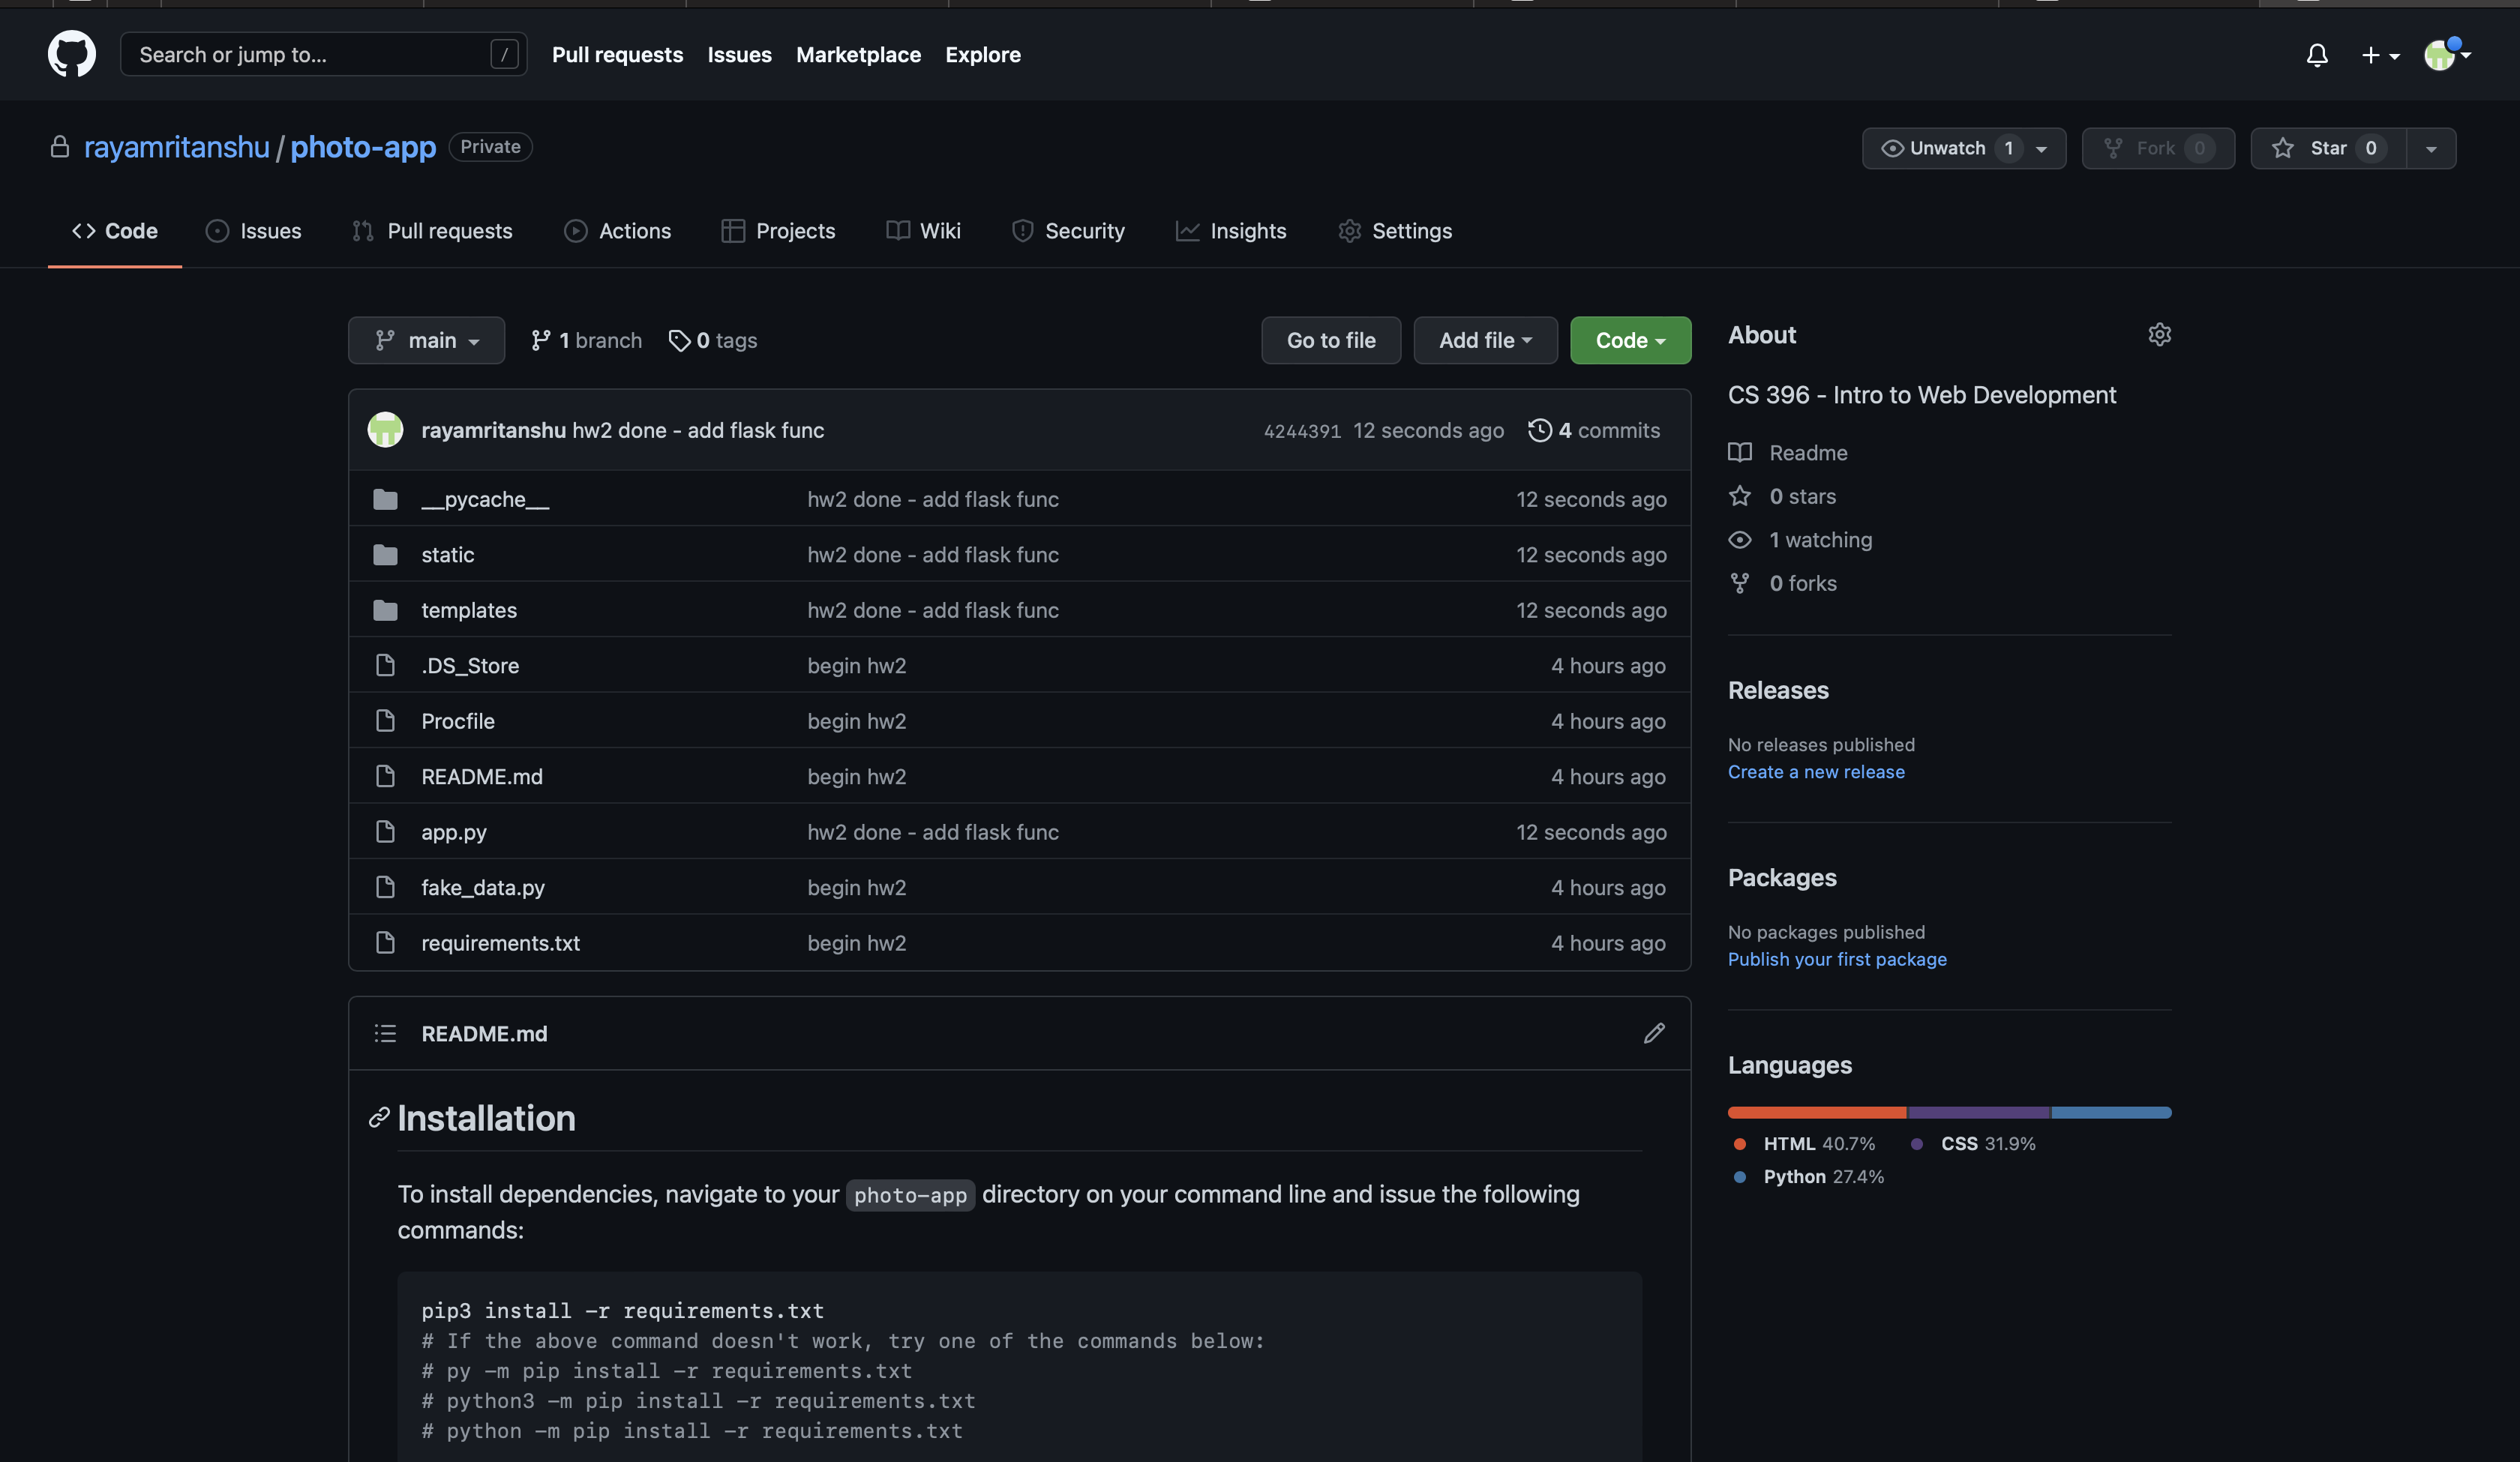 Search or jump to... /
Pull requests Issues Marketplace Explore
rayamritanshu / photo-app Private
Unwatch 1 Fork 0 Star 0
Code Issues Pull requests Actions Projects Wiki Security Insights Settings
main 1 branch 0 tags Go to file Add file Code
rayamritanshu hw2 done - add flask func 4244391 12 seconds ago 4 commits
__pycache__ hw2 done - add flask func 12 seconds ago
static hw2 done - add flask func 12 seconds ago
templates hw2 done - add flask func 12 seconds ago
.DS_Store begin hw2 4 hours ago
Procfile begin hw2 4 hours ago
README.md begin hw2 4 hours ago
app.py hw2 done - add flask func 12 seconds ago
fake_data.py begin hw2 4 hours ago
requirements.txt begin hw2 4 hours ago
README.md
Installation
To install dependencies, navigate to your photo-app directory on your command line and issue the following
commands:
pip3 install -r requirements.txt
# If the above command doesn't work, try one of the commands below:
# py -m pip install -r requirements.txt
# python3 -m pip install -r requirements.txt
# python -m pip install -r requirements.txt
About
CS 396 - Intro to Web Development
Readme
0 stars
1 watching
0 forks
Releases
No releases published
Create a new release
Packages
No packages published
Publish your first package
Languages
HTML 40.7% CSS 31.9%
Python 27.4%